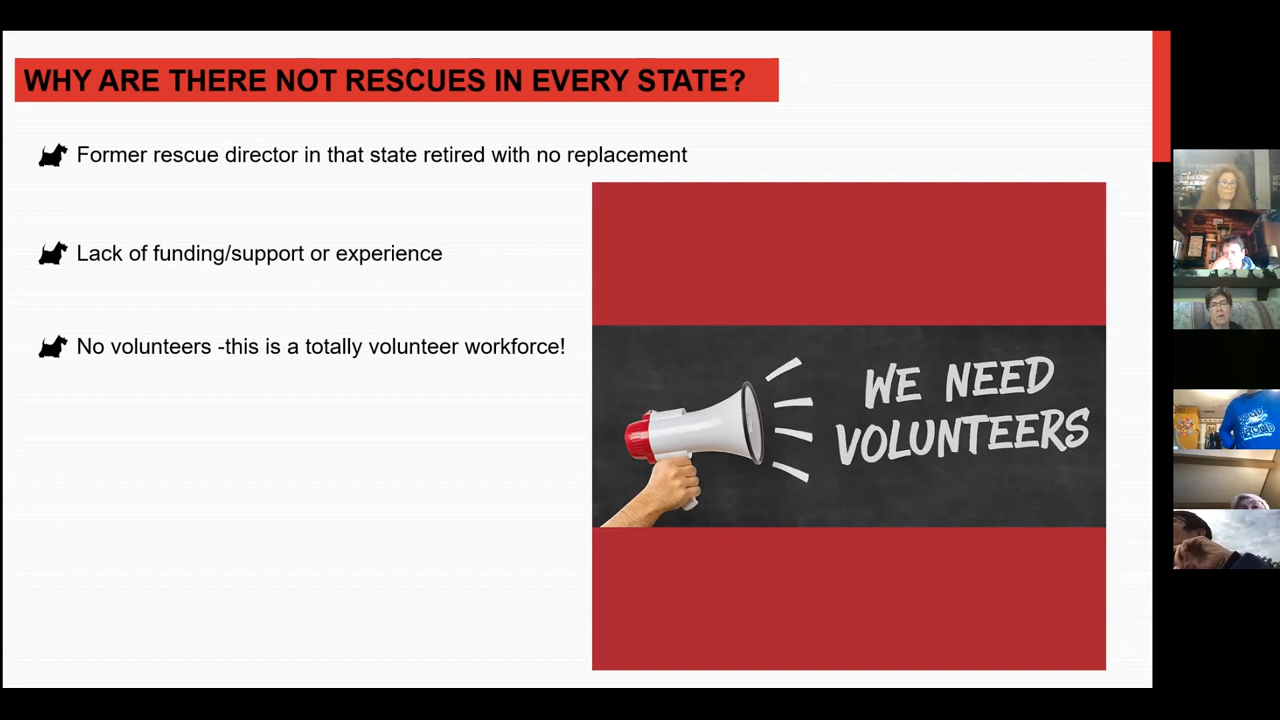 WHY ARE THERE NOT RESCUES IN EVERY STATE?
Former rescue director in that state retired with no replacement
Lack of funding/support or experience
No volunteers -this is a totally volunteer workforce!
WE NEED
VOLUNTEERS